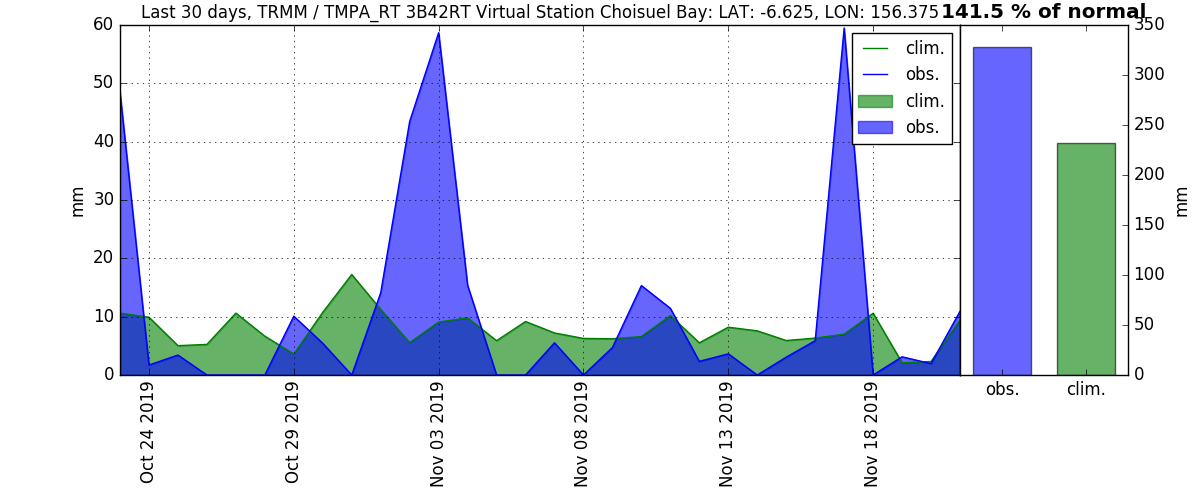 Last 30 days, TRMM / TMPA_RT 3B42RT Virtual Station Choisuel Bay: LAT: -6.625, LON: 156.375
141.5 % of normal
60
50
40
30
20
10
0
mm
clim.
obs.
clim.
obs.
Oct 24 2019
Oct 29 2019
Nov 03 2019
Nov 08 2019
Nov 13 2019
Nov 18 2019
350
300
250
200
150
100
50
0
mm
obs.
clim.